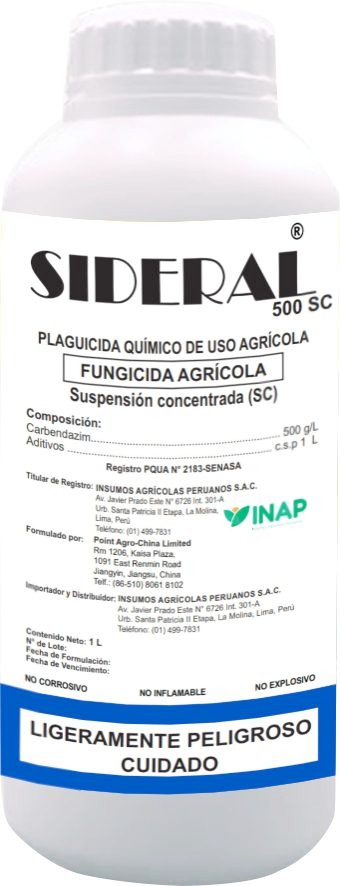 SIDERAL®
500 SC
PLAGUICIDA QUÍMICO DE USO AGRÍCOLA
FUNGICIDA AGRÍCOLA
Suspensión concentrada (SC)
Composición:
Carbendazim................................................ 500 g/L
Aditivos ................................................ c.s.p 1 L
Registro PQUA N° 2183-SENASA
Titular de Registro: INSUMOS AGRÍCOLAS PERUANOS S.A.C.
Av. Javier Prado Este N° 6726 Int. 301-A
Urb. Santa Patricia II Etapa, La Molina,
Lima, Perú
Teléfono: (01) 499-7831
INAP
Formulado por: Point Agro-China Limited
Rm 1206, Kaisa Plaza,
1091 East Renmin Road
Jiangyin, Jiangsu, China
Telf.: (86-510) 8061 8102
Importador y Distribuidor: INSUMOS AGRÍCOLAS PERUANOS S.A.C.
Av. Javier Prado Este N° 6726 Int. 301-A
Urb. Santa Patricia II Etapa, La Molina, Lima, Perú
Teléfono: (01) 499-7831
Contenido Neto: 1 L
N° de Lote:
Fecha de Formulación:
Fecha de Vencimiento:
NO CORROSIVO NO INFLAMABLE NO EXPLOSIVO
LIGERAMENTE PELIGROSO
CUIDADO